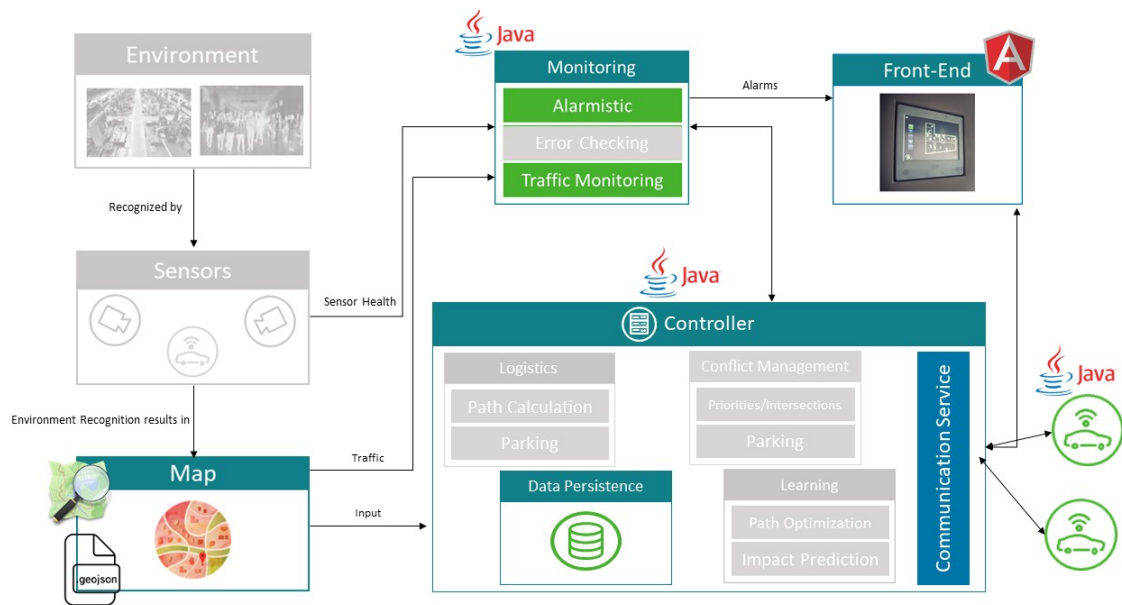 Environment
Recognized by
Sensors
Environment Recognition results in
Map
.geojson
Sensor Health
Traffic
Input
Java
Monitoring
Alarmistic
Error Checking
Traffic Monitoring
Alarms
Front-End
A
Java
Controller
Logistics
Path Calculation
Parking
Conflict Management
Priorities/Intersections
Parking
Data Persistence
Learning
Path Optimization
Impact Prediction
Communication Service
Java